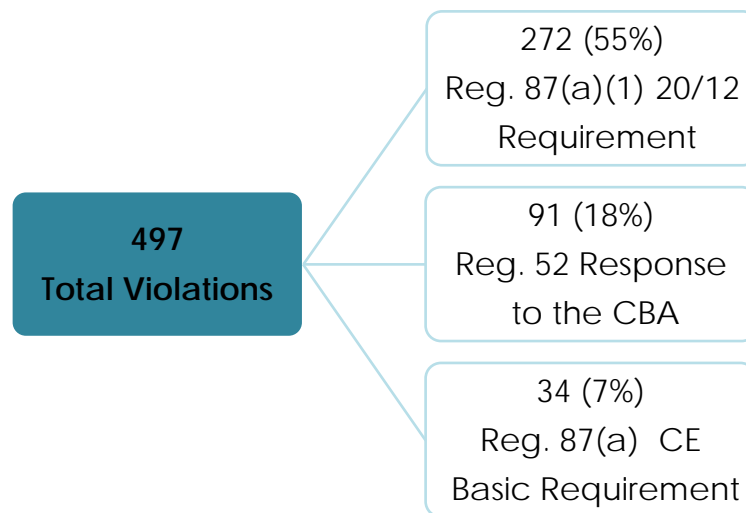 497
Total Violations
272 (55%)
Reg. 87(a)(1) 20/12
Requirement
91 (18%)
Reg. 52 Response
to the CBA
34 (7%)
Reg. 87(a) CE
Basic Requirement